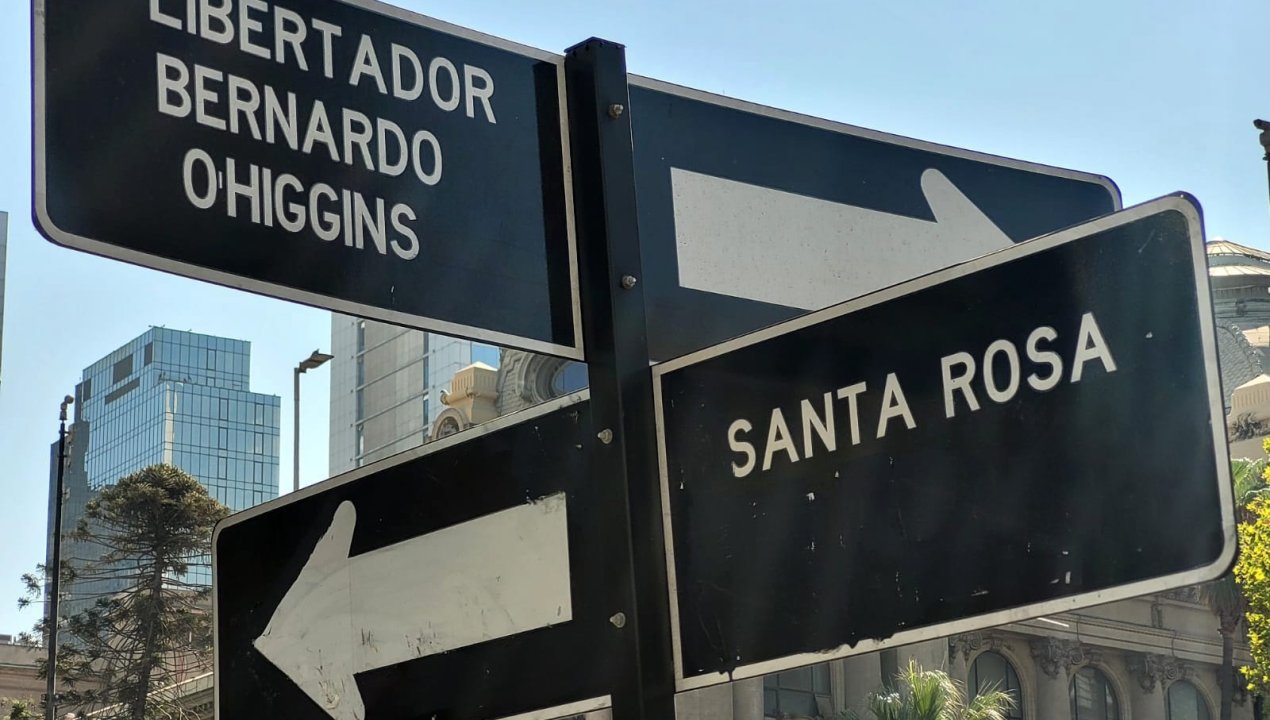 LIBERTADOR
BERNARDO
O'HIGGINS
SANTA ROSA